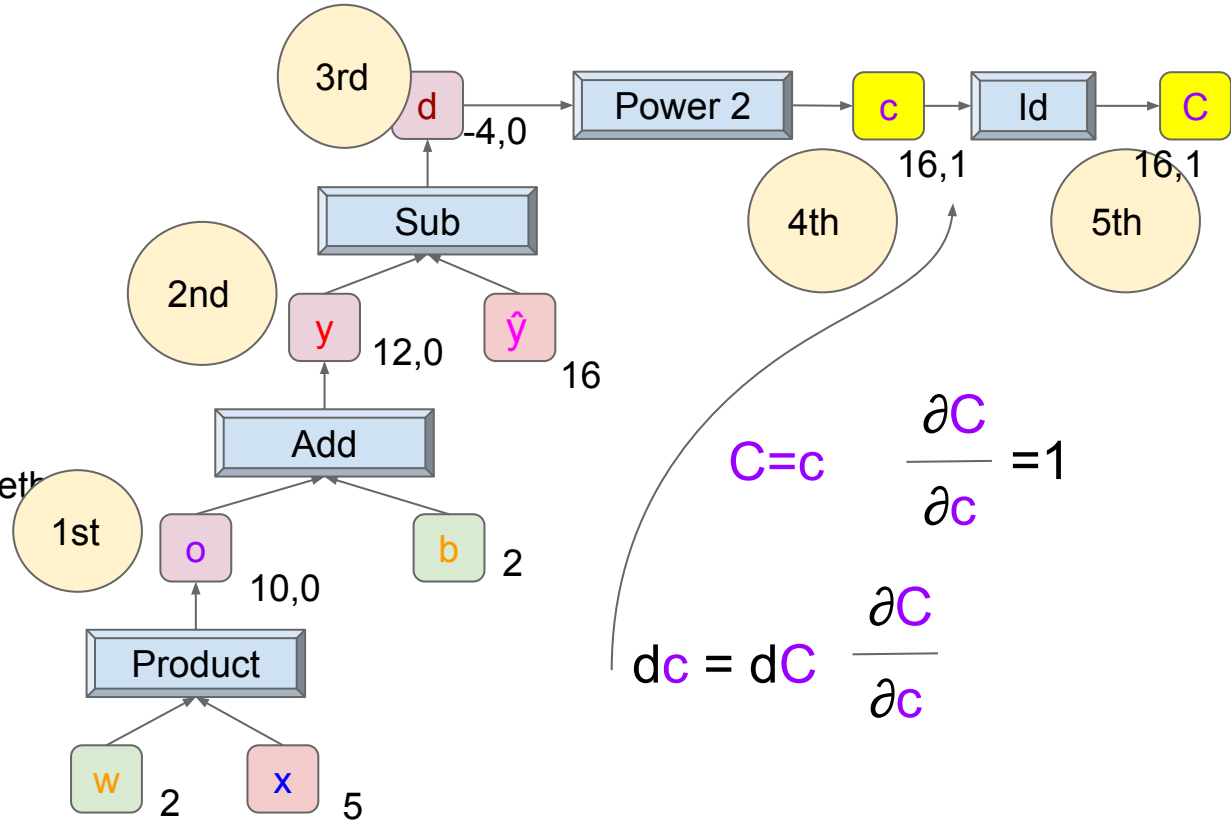 3rd
d
-4,0
Power 2
c
16,1
Id
C
16,1
Sub
4th
5th
2nd
y
12,0
ŷ
16
Add
C=c
∂C
∂c
=1
1st
o
10,0
b
2
Product
dc = dC
∂C
∂c
w
2
x
5